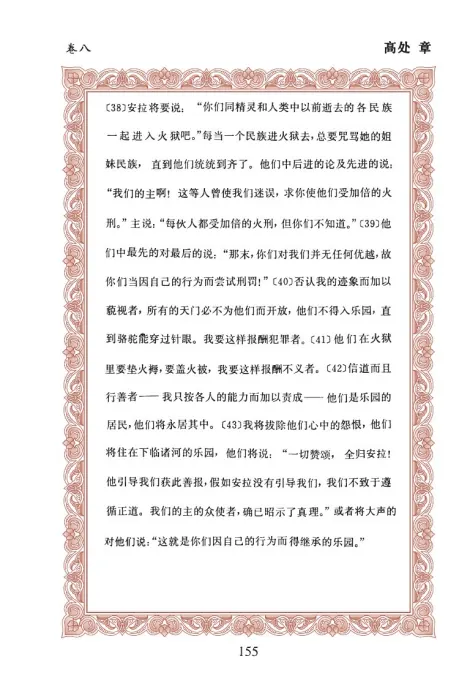 卷八
高处 章
〔38〕安拉将要说：“你们同精灵和人类中以前逝去的各民族
一起进入火狱吧。”每当一个民族进火狱去，总要咒骂她的姐
妹民族，直到他们统统到齐了。他们中后进的论及先进的说：
“我们的主啊！这等人曾使我们迷误，求你使他们受加倍的火
刑。”主说：“每伙人都受加倍的火刑，但你们不知道。”〔39〕他
们中最先的对最后的说：“那末，你们对我们并无任何优越，故
你们当因自己的行为而尝试刑罚！”〔40〕否认我的迹象而加以
藐视者，所有的天门必不为他们而开放，他们不得入乐园，直
到骆驼能穿过针眼。我要这样报酬犯罪者。〔41〕他们在火狱
里要垫火褥，要盖火被，我要这样报酬不义者。〔42〕信道而且
行善者——我只按各人的能力而加以责成——他们是乐园的
居民，他们将永居其中。〔43〕我将拔除他们心中的怨恨，他们
将住在下临诸河的乐园，他们将说：“一切赞颂，全归安拉！
他引导我们获此善报，假如安拉没有引导我们，我们不致于遵
循正道。我们的主的众使者，确已昭示了真理。”或者将大声的
对他们说：“这就是你们因自己的行为而得继承的乐园。”
155